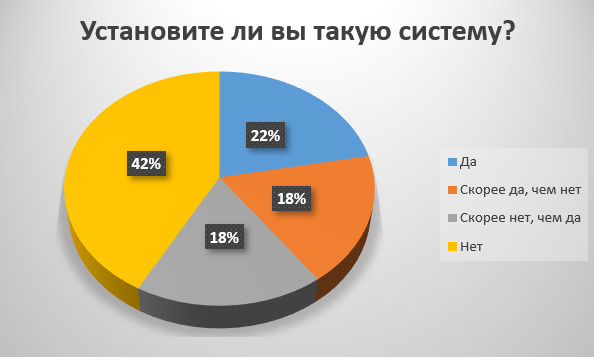 Установите ли вы такую систему?
22%
42%
18%
18%
Да
Скорее да, чем нет
Скорее нет, чем да
Нет